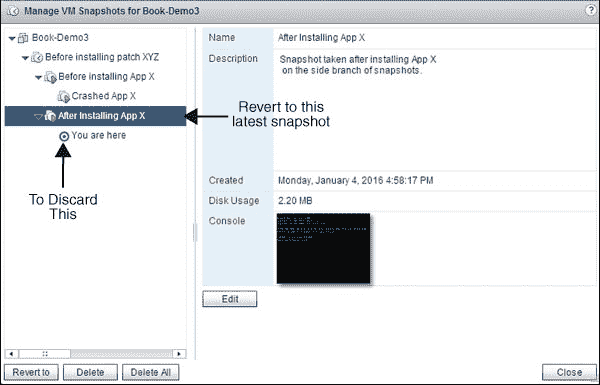 Manage VM Snapshots for Book-Demo3
?
Book-Demo3
Before installing patch XYZ
Before installing App X
Crashed App X
After Installing App X
You are here
To Discard
This
Revert to this
latest snapshot
Name
After Installing App X
Description
Snapshot taken after installing App X
on the side branch of snapshots.
Created
Monday, January 4, 2016 4:58:17 PM
Disk Usage
2.20 MB
Console
Edit
Revert to
Delete
Delete All
Close